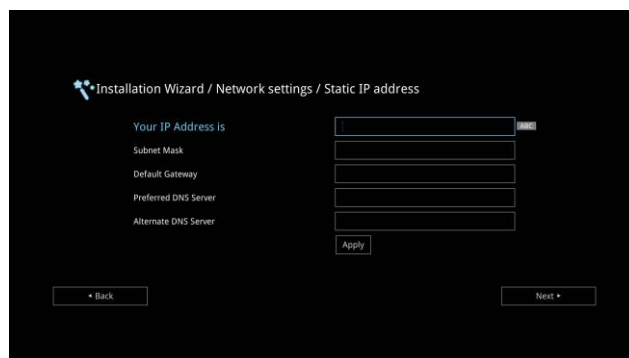 Installation Wizard / Network settings / Static IP address
Your IP Address is
ABC
Subnet Mask
Default Gateway
Preferred DNS Server
Alternate DNS Server
Apply
Back
Next